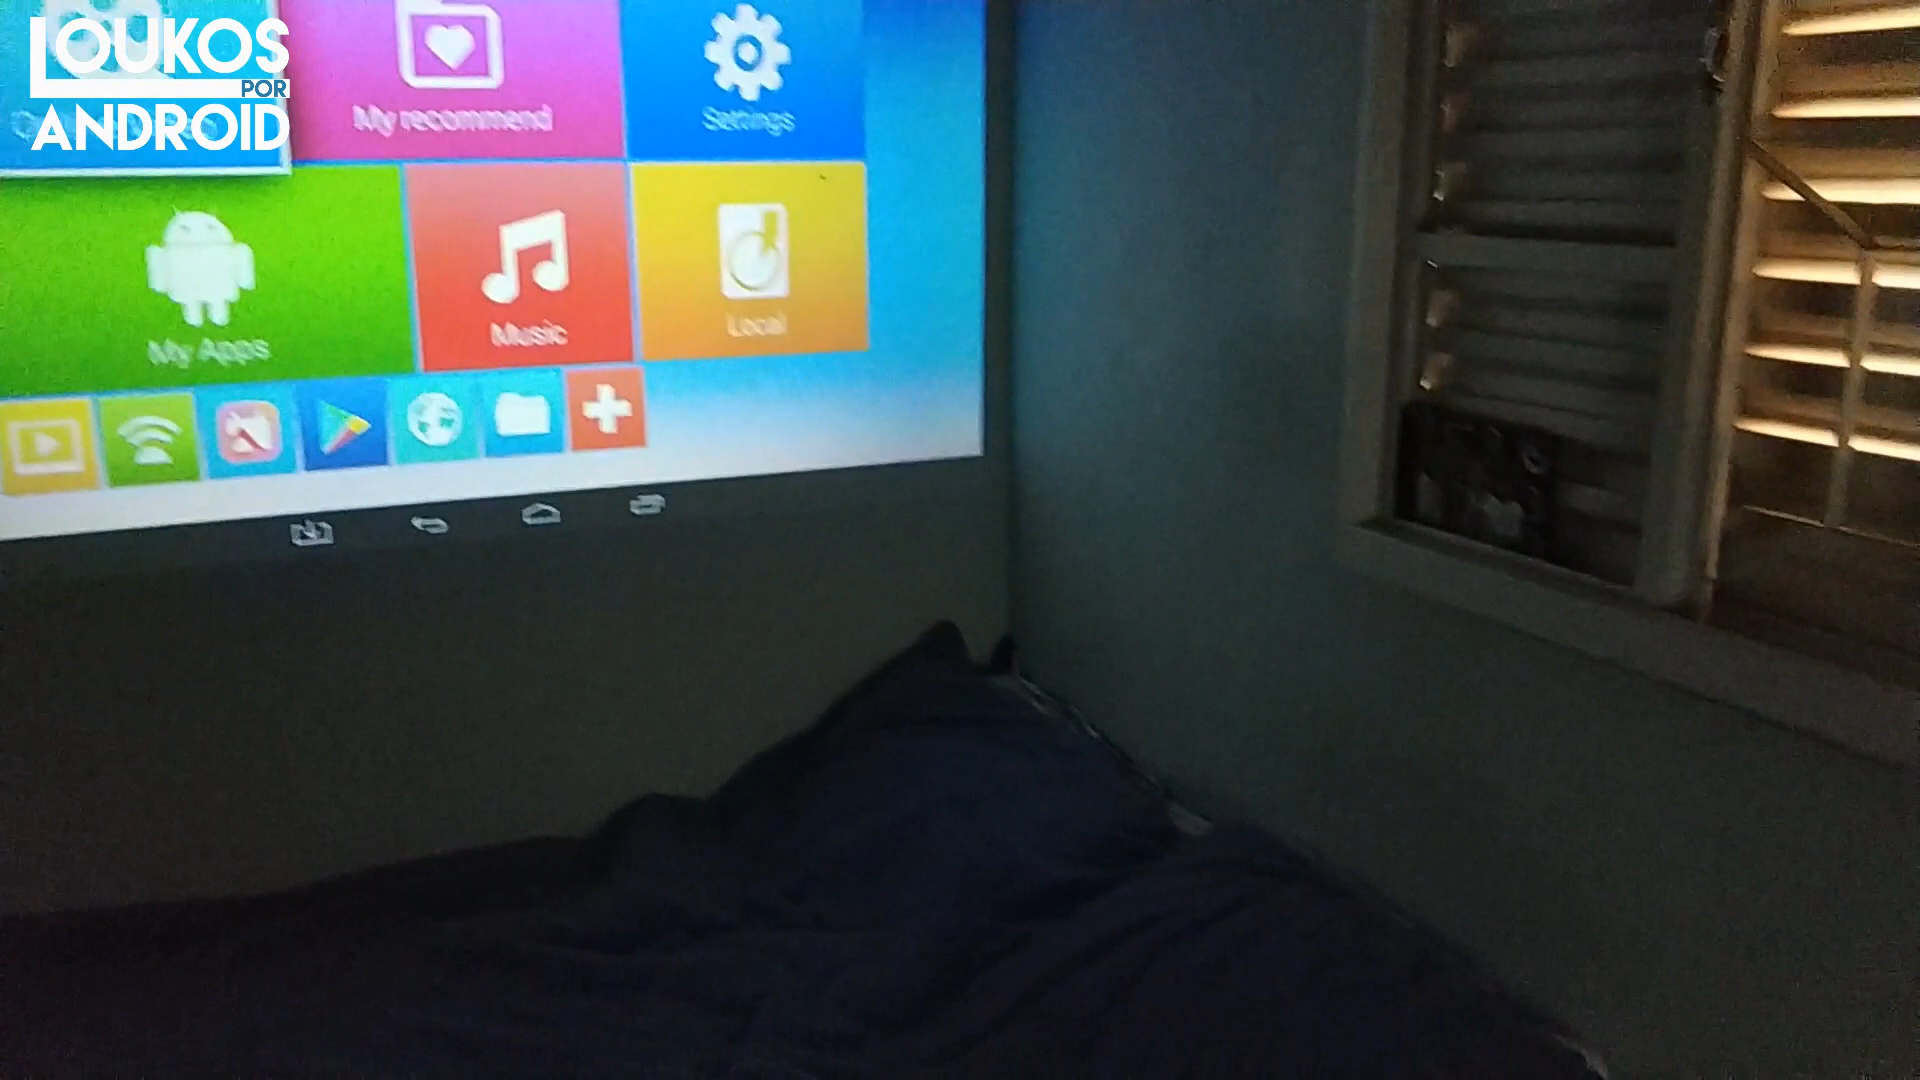 LOUKOS
POR
ANDROID
My recommend
Settings
My Apps
Music
Local